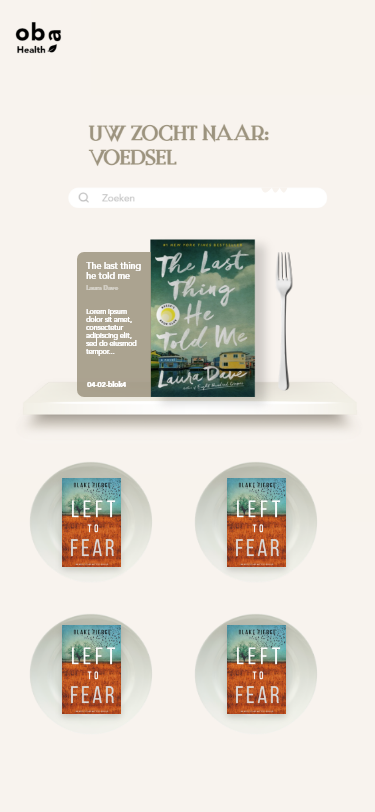 oba
Health
UW ZOCHT NAAR:
VOEDSEL
Zoeken
The last thing
he told me
Laura Dave
Lorem ipsum
dolor sit amet,
consectetur
adipiscing elit,
sed do eiusmod
tempor...
04-02-blok4
#1 NEW YORK TIMES BESTSELLER
The Last
Thing
He
Told Me
Laura Dave
BLAKE PIERCE
LEFT
TO
FEAR
BLAKE PIERCE
LEFT
TO
FEAR
BLAKE PIERCE
LEFT
TO
FEAR
BLAKE PIERCE
LEFT
TO
FEAR